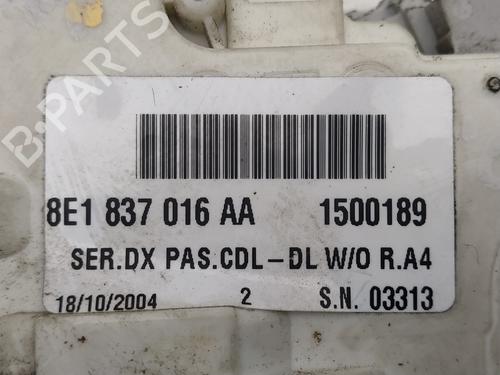 B-PARTS
8E1 837 016 AA 1500189
SER.DX PAS.CDL-DL W/O R.A4
18/10/2004 2 S.N. 03313